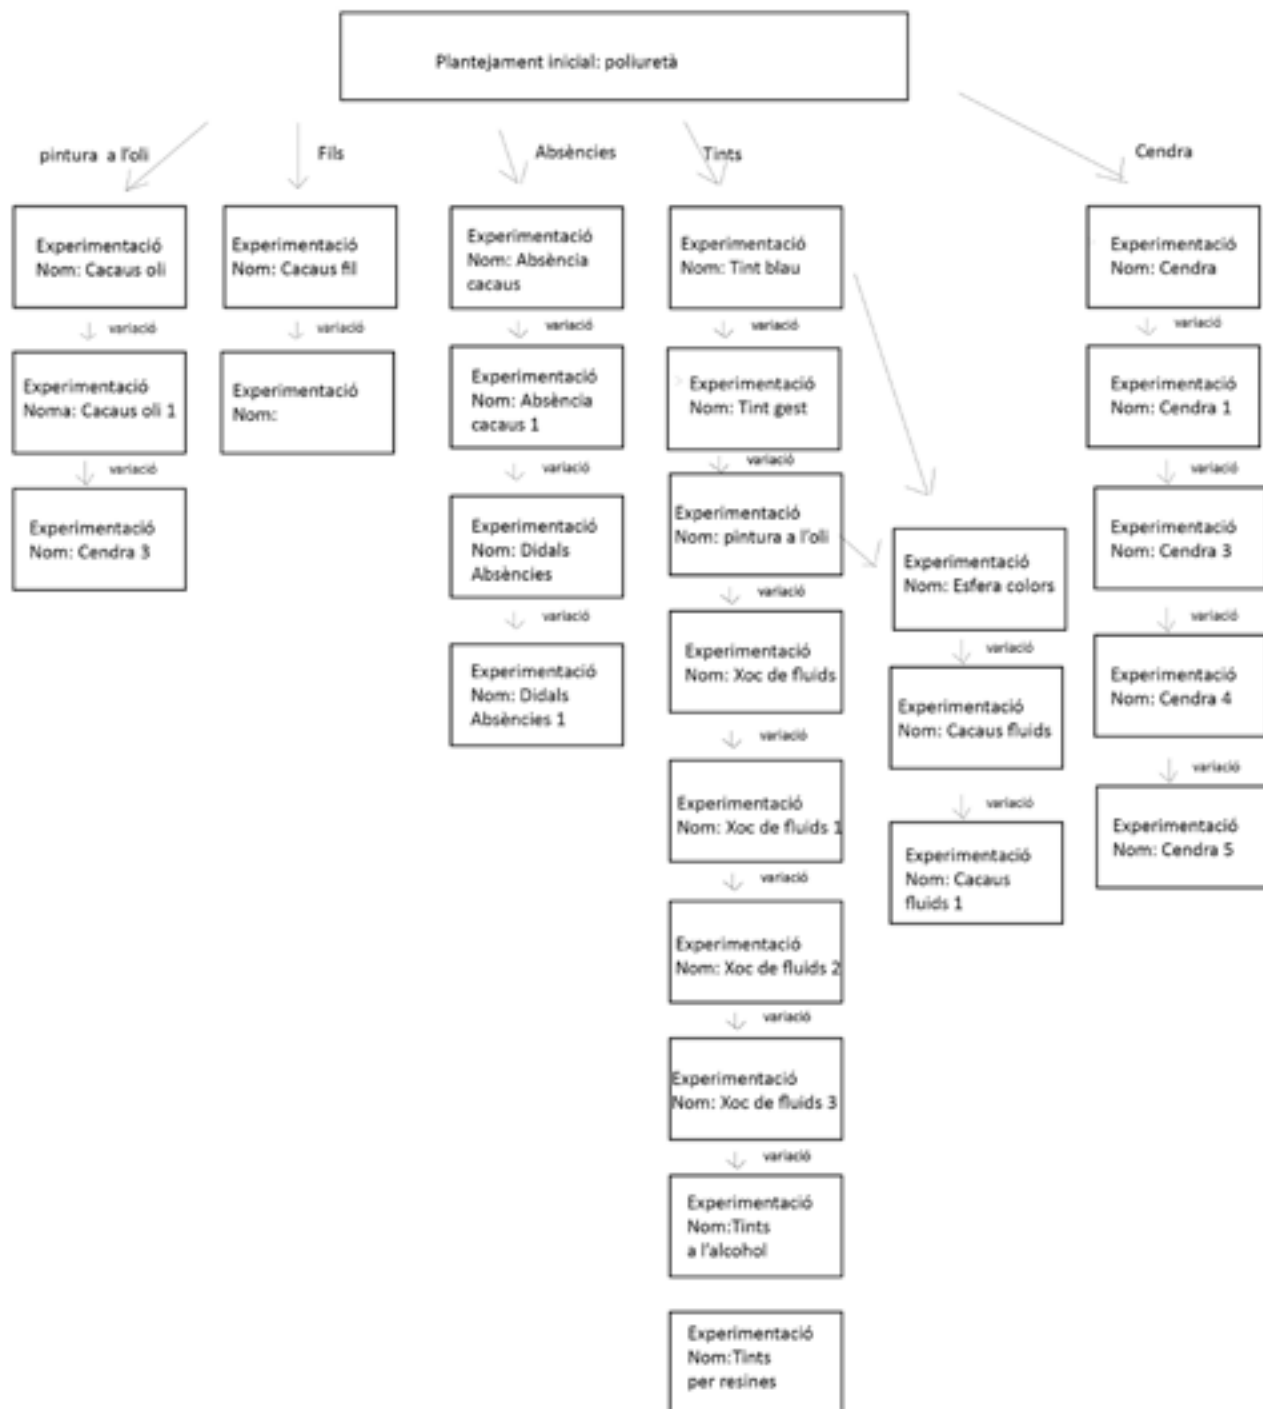 Plantejament inicial: poliuretà
pintura a l'oli
Fils
Absències
Tints
Cendra
Experimentació
Nom: Cacaus oli
variació
Experimentació
Noma: Cacaus oli 1
variació
Experimentació
Nom: Cendra 3
Experimentació
Nom: Cacaus fil
variació
Experimentació
Nom:
Experimentació
Nom: Absència
cacaus
variació
Experimentació
Nom: Absència
cacaus 1
variació
Experimentació
Nom: Didals
Absències
variació
Experimentació
Nom: Didals
Absències 1
Experimentació
Nom: Tint blau
variació
Experimentació
Nom: Tint gest
variació
Experimentació
Nom: pintura a l'oli
variació
Experimentació
Nom: Xoc de fluids
variació
Experimentació
Nom: Xoc de fluids 1
variació
Experimentació
Nom: Xoc de fluids 2
variació
Experimentació
Nom: Xoc de fluids 3
variació
Experimentació
Nom:Tints
a l'alcohol
Experimentació
Nom:Tints
per resines
Experimentació
Nom: Esfera colors
variació
Experimentació
Nom: Cacaus fluids
variació
Experimentació
Nom: Cacaus
fluids 1
Experimentació
Nom: Cendra
variació
Experimentació
Nom: Cendra 1
variació
Experimentació
Nom: Cendra 3
variació
Experimentació
Nom: Cendra 4
variació
Experimentació
Nom: Cendra 5